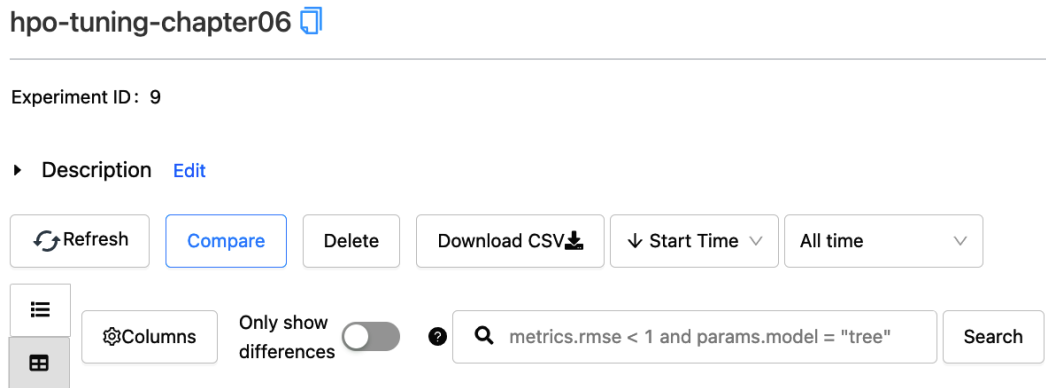 hpo-tuning-chapter06
Experiment ID: 9
Description Edit
Refresh Compare Delete Download CSV Start Time All time
Columns Only show differences ? metrics.rmse < 1 and params.model = "tree" Search